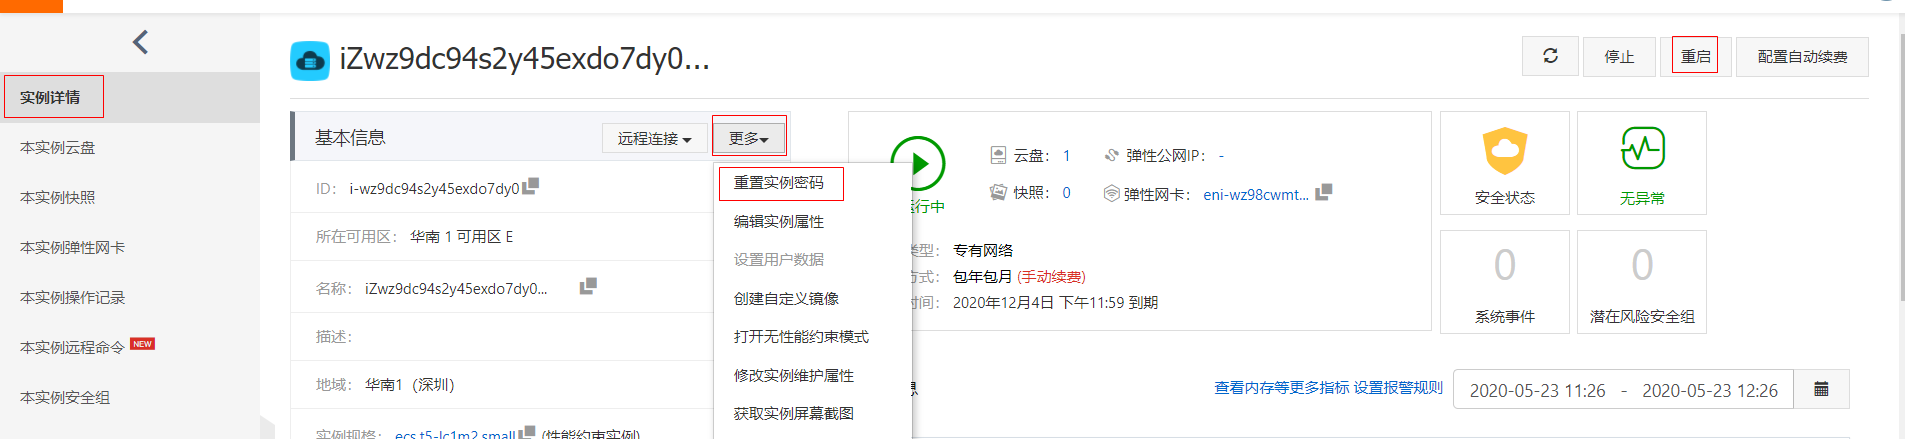 iZwz9dc94s2y45exdo7dy0...
停止
重启
配置自动续费
实例详情
本实例云盘
本实例快照
本实例弹性网卡
本实例操作记录
本实例远程命令 NEW
本实例安全组
基本信息
远程连接
更多
ID: i-wz9dc94s2y45exdo7dy0
所在可用区: 华南 1 可用区 E
名称: iZwz9dc94s2y45exdo7dy0...
描述:
地域: 华南1（深圳）
实例规格: ecs.t5-lc1m2.small (性能约束实例)
重置实例密码
编辑实例属性
设置用户数据
创建自定义镜像
打开无性能约束模式
修改实例维护属性
获取实例屏幕截图
行中
云盘: 1
弹性公网IP: -
快照: 0
弹性网卡: eni-wz98cwmt...
类型: 专有网络
方式: 包年包月 (手动续费)
时间: 2020年12月4日 下午11:59 到期
安全状态
无异常
0
系统事件
0
潜在风险安全组
息
查看内存等更多指标 设置报警规则
2020-05-23 11:26 - 2020-05-23 12:26